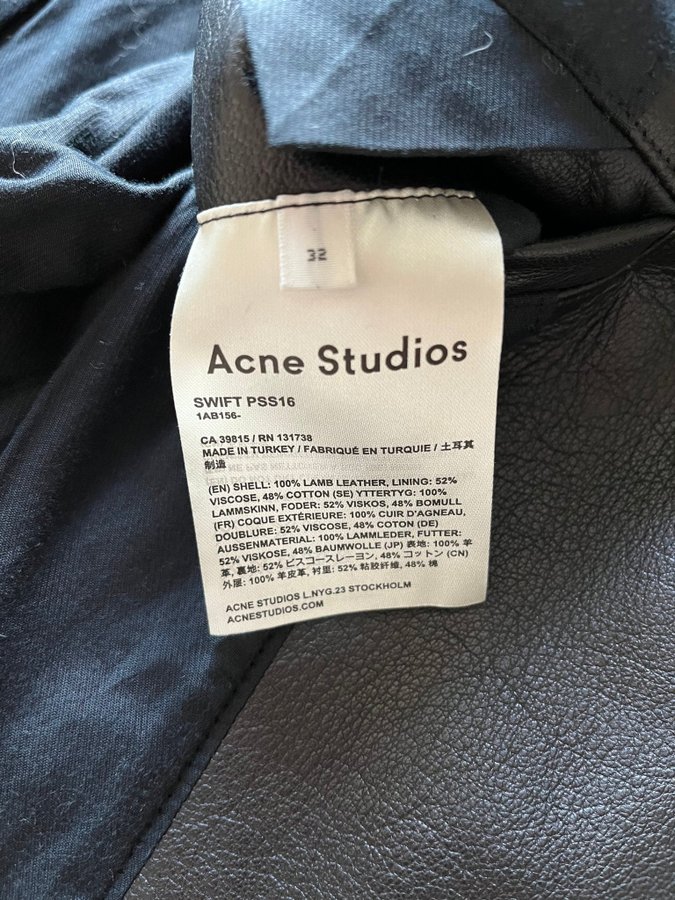 32
Acne Studios
SWIFT PSS16
1AB156-
CA 39815 / RN 131738
MADE IN TURKEY / FABRIQUÉ EN TURQUIE / 土耳其
制造
(EN) SHELL: 100% LAMB LEATHER, LINING: 52%
VISCOSE, 48% COTTON (SE) YTTERTYG: 100%
LAMMSKINN, FODER: 52% VISKOS, 48% BOMULL
(FR) COQUE EXTÉRIEURE: 100% CUIR D'AGNEAU,
DOUBLURE: 52% VISCOSE, 48% COTON (DE)
AUSSENMATERIAL: 100% LAMMLEDER, FUTTER:
52% VISKOSE, 48% BAUMWOLLE (JP) 表地: 100% 羊
革, 裏地: 52% ビスコースレーヨン, 48% コットン (CN)
外层: 100% 羊皮革, 衬里: 52% 粘胶纤维, 48% 棉
ACNE STUDIOS L.NYG.23 STOCKHOLM
ACNESTUDIOS.COM